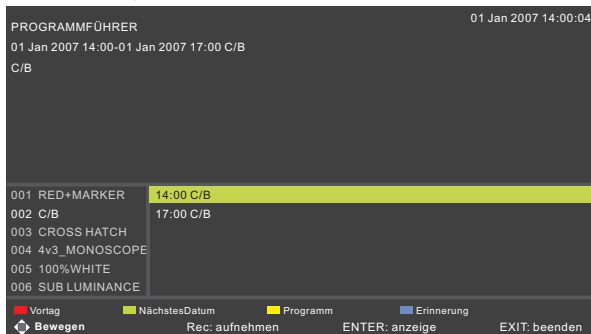 PROGRAMMFÜHRER
01 Jan 2007 14:00:04
01 Jan 2007 14:00-01 Jan 2007 17:00 C/B
C/B
001 RED+MARKER
14:00 C/B
002 C/B
17:00 C/B
003 CROSS HATCH
004 4v3_MONOSCOPE
005 100%WHITE
006 SUB LUMINANCE
Vortag NächstesDatum Programm Erinnerung
Bewegen Rec: aufnehmen ENTER: anzeige EXIT: beenden